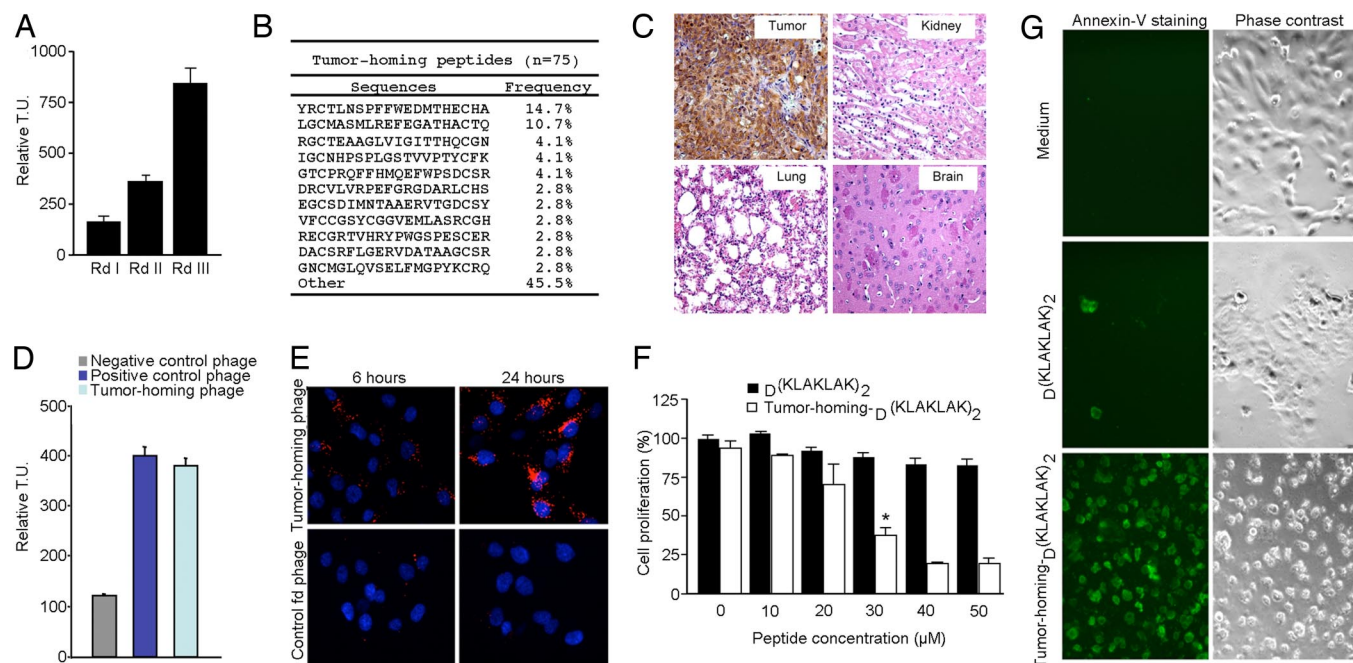 A
Relative T.U.
1000
750
500
250
0
Rd I Rd II Rd III
B
Tumor-homing peptides (n=75)
Sequences Frequency
YRCTLNSPFFWEDMTHECHA 14.7%
LGCMASMLREFEGATHACTQ 10.7%
RGCTEAAGLVIGITTHQCGN 4.1%
IGCNHPSPLGSTVVPTYCFK 4.1%
GTCPRQFFHMQEFWPSDCSR 4.1%
DRCVLVRPEFGRGDARLCHS 2.8%
EGCSDIMNTAAERVTGDCSY 2.8%
VFCCGSYCGGVEMLASRCGH 2.8%
RECGRTVHRYPWGSPESCER 2.8%
DACSRFLGERVDATAAGCSR 2.8%
GNCMGLQVSELFMGPYKCRQ 2.8%
Other 45.5%
C
Tumor
Kidney
Lung
Brain
D
Negative control phage
Positive control phage
Tumor-homing phage
Relative T.U.
500
400
300
200
100
0
E
6 hours 24 hours
Tumor-homing phage
Control fd phage
F
D(KLAKLAK)2
Tumor-homing-D(KLAKLAK)2
Cell proliferation (%)
125
100
75
50
25
0
*
0 10 20 30 40 50
Peptide concentration (µM)
G
Annexin-V staining Phase contrast
Medium
D(KLAKLAK)2
Tumor-homing-D(KLAKLAK)2